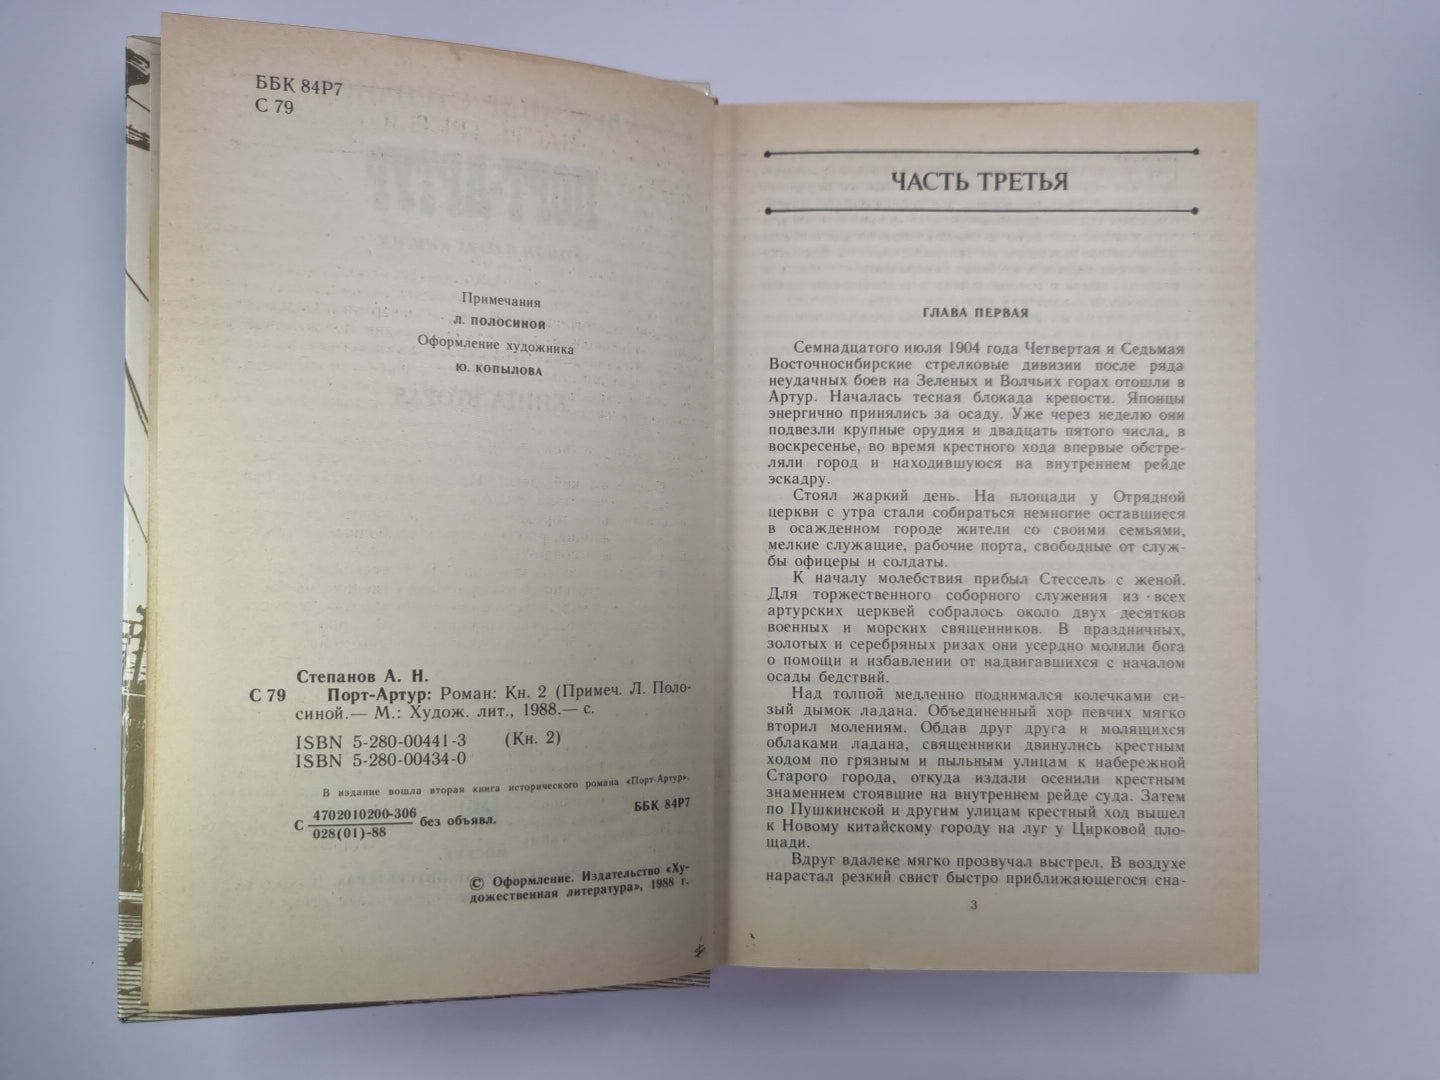 ББК 84Р7
С 79
Примечания
Л. ПОЛОСИНОЙ
Оформление художника
Ю. КОПЫЛОВА
Степанов А. Н.
С 79 Порт-Артур: Роман: Кн. 2 (Примеч. Л. Поло-
синой.— М.: Худож. лит., 1988.— с.
ISBN 5-280-00441-3 (Кн. 2)
ISBN 5-280-00434-0
В издание вошла вторая книга исторического романа «Порт-Артур».
С 4702010200-306
028(01)-88 без объявл.
ББК 84Р7
© Оформление. Издательство «Ху-
дожественная литература», 1988 г.
ЧАСТЬ ТРЕТЬЯ
ГЛАВА ПЕРВАЯ
Семнадцатого июля 1904 года Четвертая и Седьмая
Восточносибирские стрелковые дивизии после ряда
неудачных боев на Зеленых и Волчьих горах отошли в
Артур. Началась тесная блокада крепости. Японцы
энергично принялись за осаду. Уже через неделю они
подвезли крупные орудия и двадцать пятого числа, в
воскресенье, во время крестного хода впервые обстре-
ляли город и находившуюся на внутреннем рейде
эскадру.
Стоял жаркий день. На площади у Отрядной
церкви с утра стали собираться немногие оставшиеся
в осажденном городе жители со своими семьями,
мелкие служащие, рабочие порта, свободные от служ-
бы офицеры и солдаты.
К началу молебствия прибыл Стессель с женой.
Для торжественного соборного служения из всех
артурских церквей собралось около двух десятков
военных и морских священников. В праздничных,
золотых и серебряных ризах они усердно молили бога
о помощи и избавлении от надвигавшихся с началом
осады бедствий.
Над толпой медленно поднимался колечками си-
зый дымок ладана. Объединенный хор певчих мягко
вторил молениям. Обдав друг друга и молящихся
облаками ладана, священники двинулись крестным
ходом по грязным и пыльным улицам к набережной
Старого города, откуда издали осенили крестным
знамением стоявшие на внутреннем рейде суда. Затем
по Пушкинской и другим улицам крестный ход вышел
к Новому китайскому городу на луг у Цирковой пло-
щади.
Вдруг вдалеке мягко прозвучал выстрел. В воздухе
нарастал резкий свист быстро приближающегося сна-
3